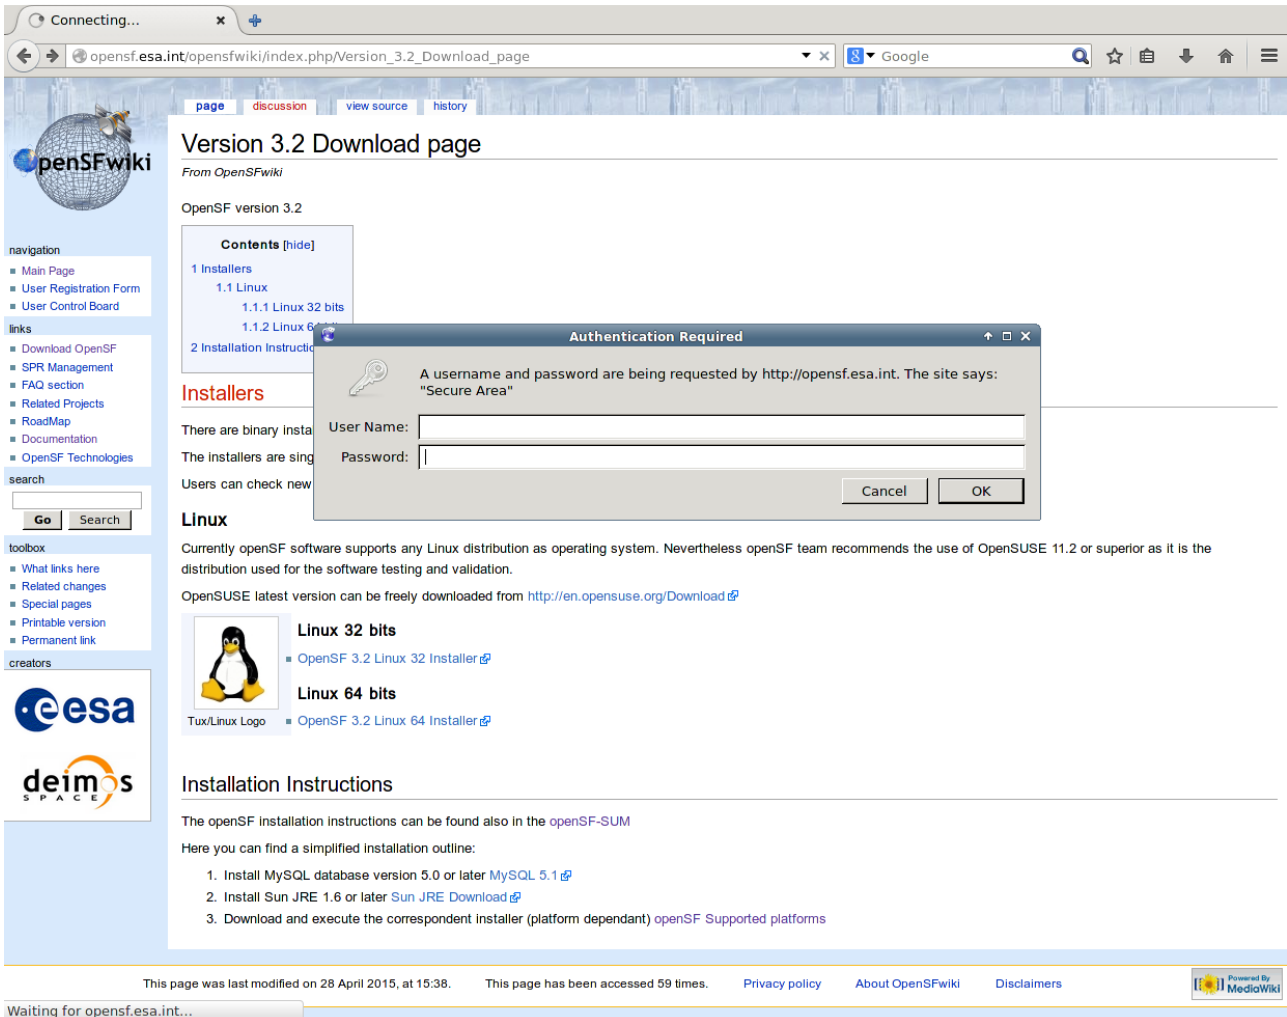 Connecting...
opensf.esa.int/opensfwiki/index.php/Version_3.2_Download_page
8
Google
penSFwiki
page
discussion
view source
history
Version 3.2 Download page
From OpenSFwiki
OpenSF version 3.2
Contents [hide]
1 Installers
1.1 Linux
1.1.1 Linux 32 bits
1.1.2 Linux
2 Installation
navigation
Main Page
User Registration Form
User Control Board
links
Download OpenSF
SPR Management
FAQ section
Related Projects
RoadMap
Documentation
OpenSF Technologies
search
Go
Search
toolbox
What links here
Related changes
Special pages
Printable version
Permanent link
creators
esa
deimos
SPACE
Authentication Required
A username and password are being requested by http://opensf.esa.int. The site says:
"Secure Area"
User Name:
Password:
Cancel
OK
Installers
There are binary
The installers are
Users can check new
Linux
Currently openSF software supports any Linux distribution as operating system. Nevertheless openSF team recommends the use of OpenSUSE 11.2 or superior as it is the
distribution used for the software testing and validation.
OpenSUSE latest version can be freely downloaded from http://en.opensuse.org/Download
Tux/Linux Logo
Linux 32 bits
OpenSF 3.2 Linux 32 Installer
Linux 64 bits
OpenSF 3.2 Linux 64 Installer
Installation Instructions
The openSF installation instructions can be found also in the openSF-SUM
Here you can find a simplified installation outline:
1. Install MySQL database version 5.0 or later MySQL 5.1
2. Install Sun JRE 1.6 or later Sun JRE Download
3. Download and execute the correspondent installer (platform dependant) openSF Supported platforms
This page was last modified on 28 April 2015, at 15:38.
This page has been accessed 59 times.
Privacy policy
About OpenSFwiki
Disclaimers
Powered By
MediaWiki
Waiting for opensf.esa.int...